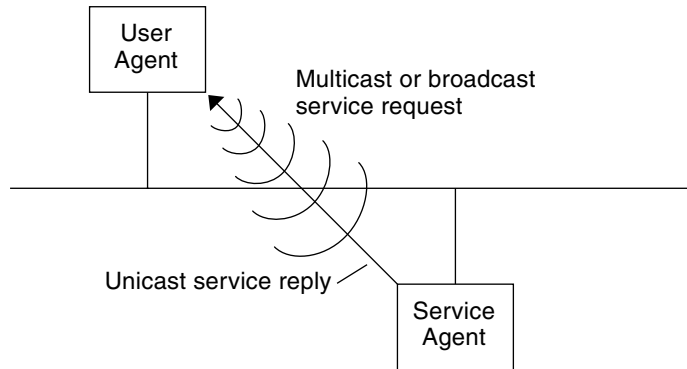 User
Agent
Multicast or broadcast
service request
Unicast service reply
Service
Agent